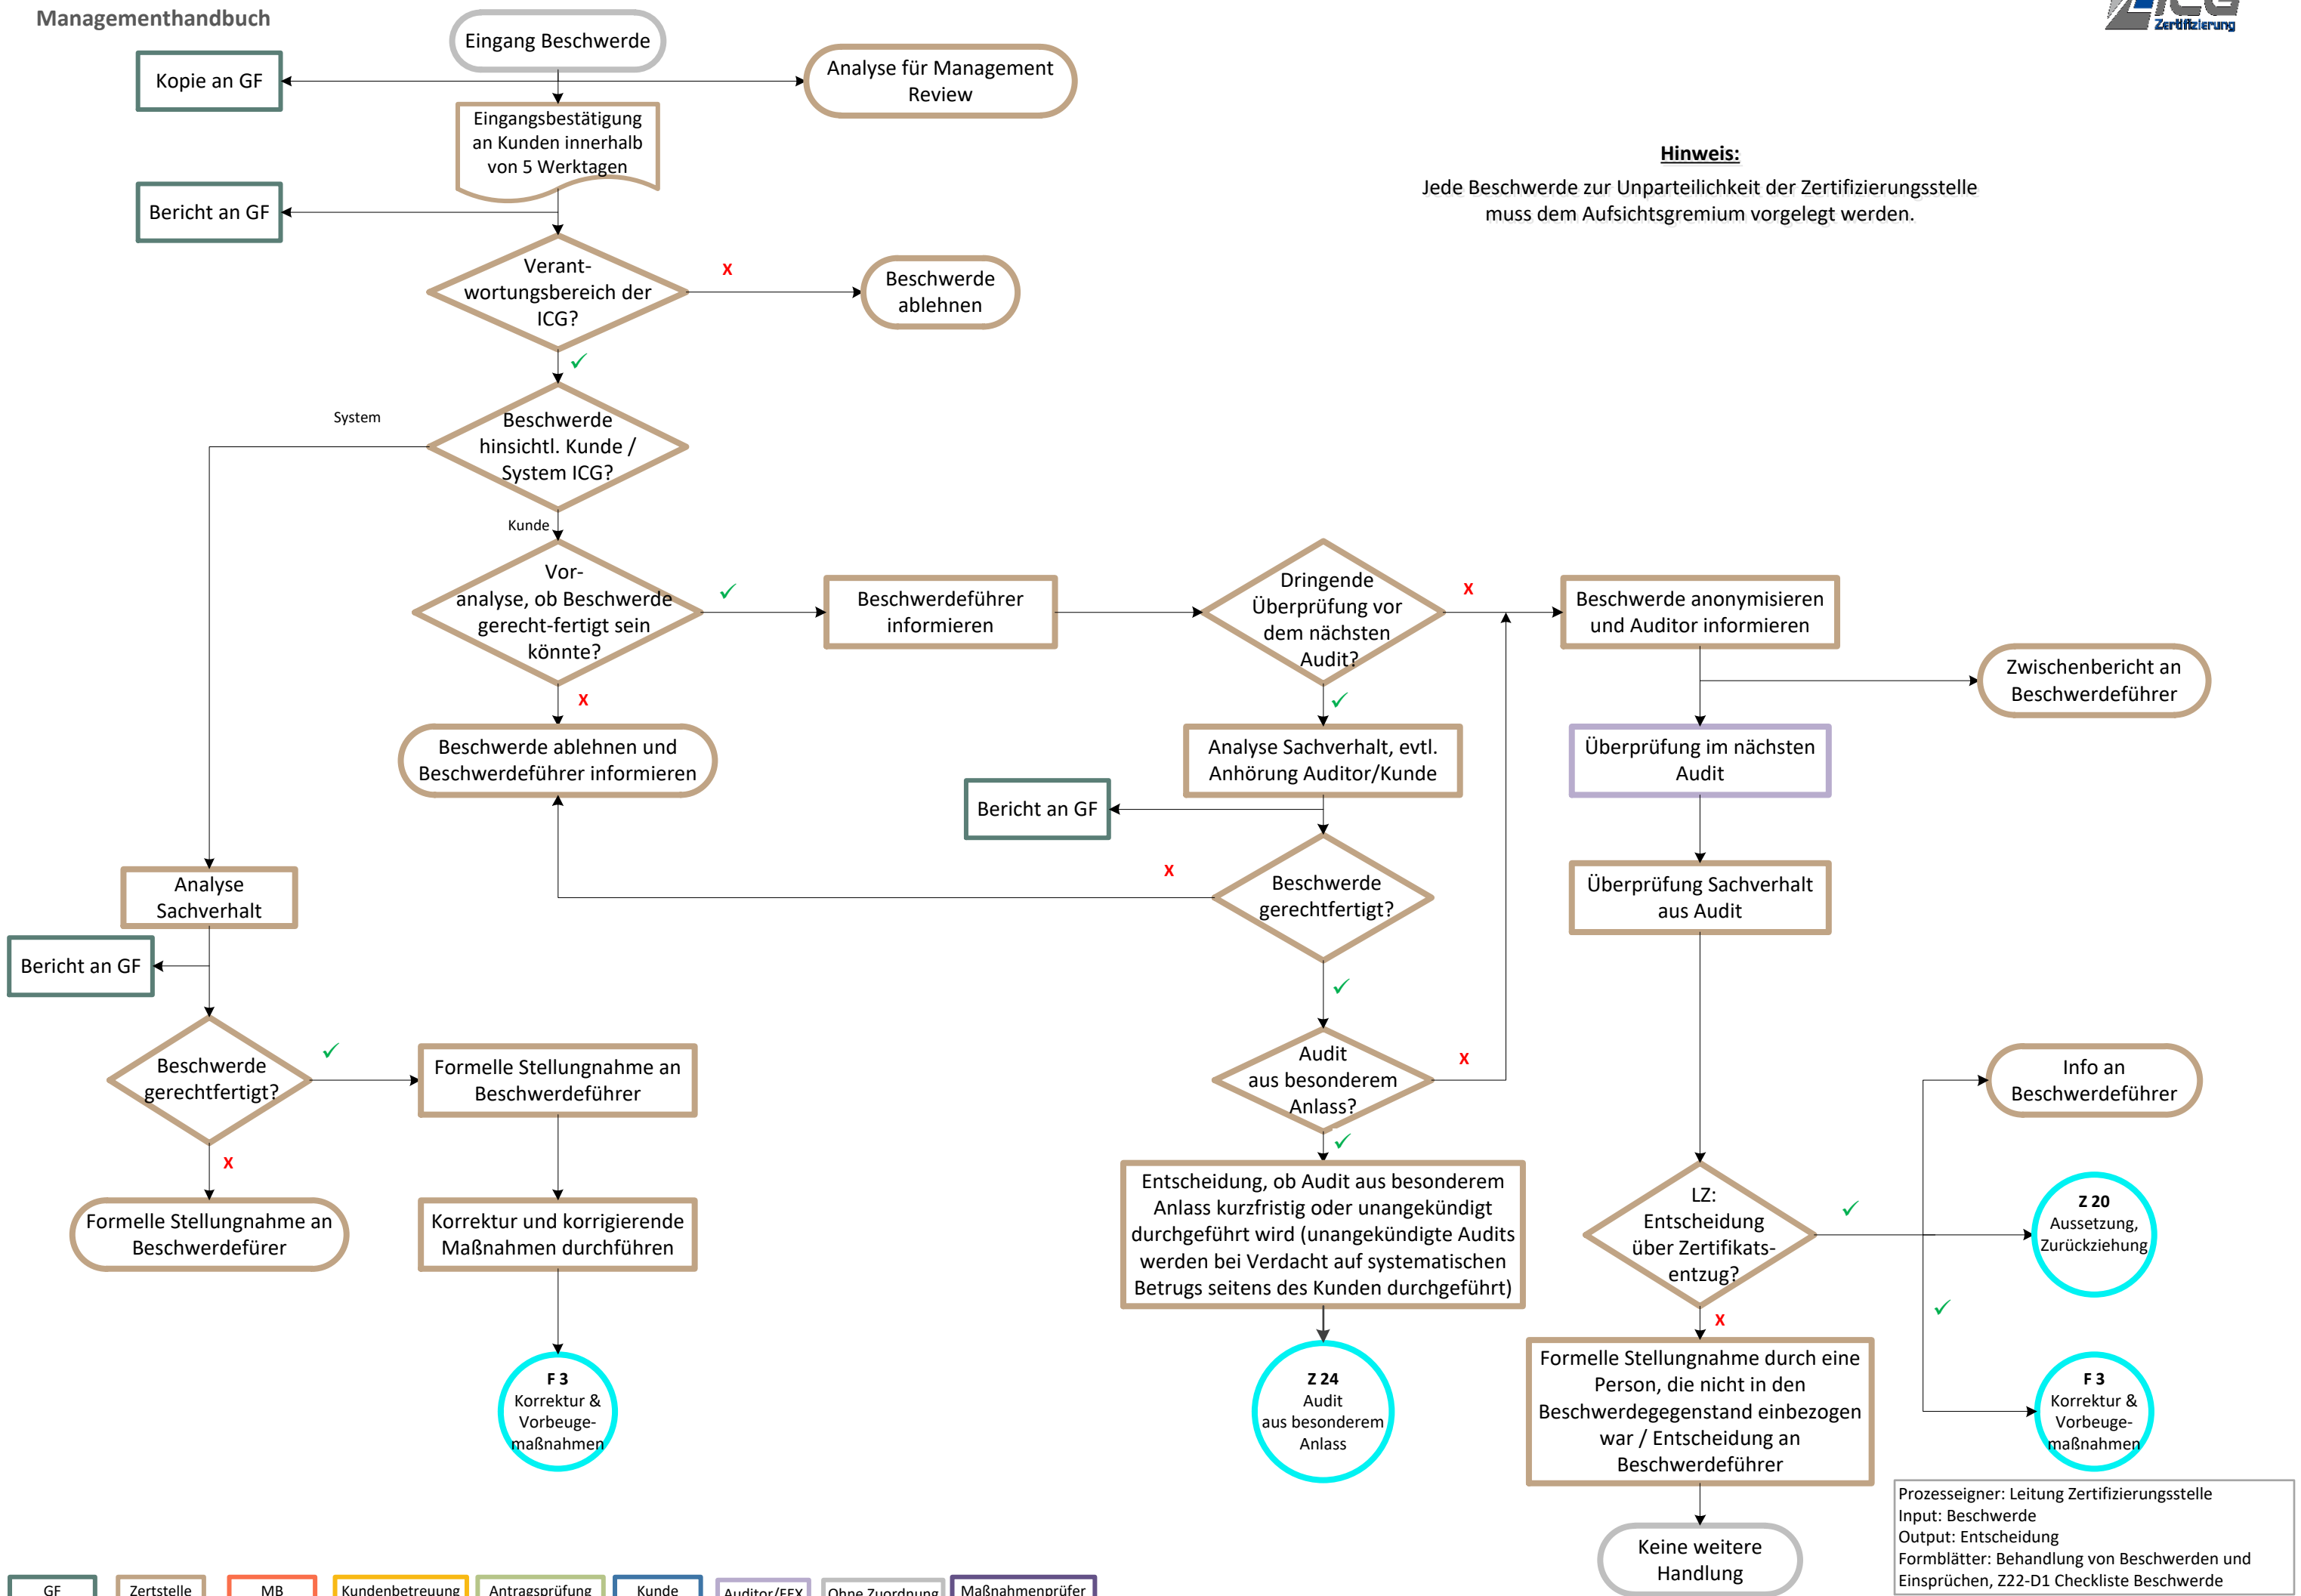 Managementhandbuch
ICG
Zertifizierung
Eingang Beschwerde
Kopie an GF
Analyse für Management
Review
Eingangsbestätigung
an Kunden innerhalb
von 5 Werktagen
Hinweis:
Jede Beschwerde zur Unparteilichkeit der Zertifizierungsstelle
muss dem Aufsichtsgremium vorgelegt werden.
Bericht an GF
Verant-
wortungsbereich der
ICG?
X
Beschwerde
ablehnen
✓
System
Beschwerde
hinsichtl. Kunde /
System ICG?
Kunde
Vor-
analyse, ob Beschwerde
gerecht-fertigt sein
könnte?
✓
X
Beschwerdeführer
informieren
Dringende
Überprüfung vor
dem nächsten
Audit?
X
✓
Beschwerde anonymisieren
und Auditor informieren
Zwischenbericht an
Beschwerdeführer
Beschwerde ablehnen und
Beschwerdeführer informieren
Analyse Sachverhalt, evtl.
Anhörung Auditor/Kunde
Überprüfung im nächsten
Audit
Bericht an GF
X
Beschwerde
gerechtfertigt?
✓
Überprüfung Sachverhalt
aus Audit
Analyse
Sachverhalt
Bericht an GF
Beschwerde
gerechtfertigt?
✓
X
Formelle Stellungnahme an
Beschwerdeführer
Audit
aus besonderem
Anlass?
X
✓
Info an
Beschwerdeführer
Formelle Stellungnahme an
Beschwerdefürer
Korrektur und korrigierende
Maßnahmen durchführen
Entscheidung, ob Audit aus besonderem
Anlass kurzfristig oder unangekündigt
durchgeführt wird (unangekündigte Audits
werden bei Verdacht auf systematischen
Betrugs seitens des Kunden durchgeführt)
LZ:
Entscheidung
über Zertifikats-
entzug?
✓
X
Z 20
Aussetzung,
Zurückziehung
✓
F 3
Korrektur &
Vorbeuge-
maßnahmen
Z 24
Audit
aus besonderem
Anlass
Formelle Stellungnahme durch eine
Person, die nicht in den
Beschwerdegegenstand einbezogen
war / Entscheidung an
Beschwerdeführer
F 3
Korrektur &
Vorbeuge-
maßnahmen
Keine weitere
Handlung
Prozesseigner: Leitung Zertifizierungsstelle
Input: Beschwerde
Output: Entscheidung
Formblätter: Behandlung von Beschwerden und
Einsprüchen, Z22-D1 Checkliste Beschwerde
GF
Zertstelle
MB
Kundenbetreuung
Antragsprüfung
Kunde
Auditor/FEX
Ohne Zuordnung
Maßnahmenprüfer